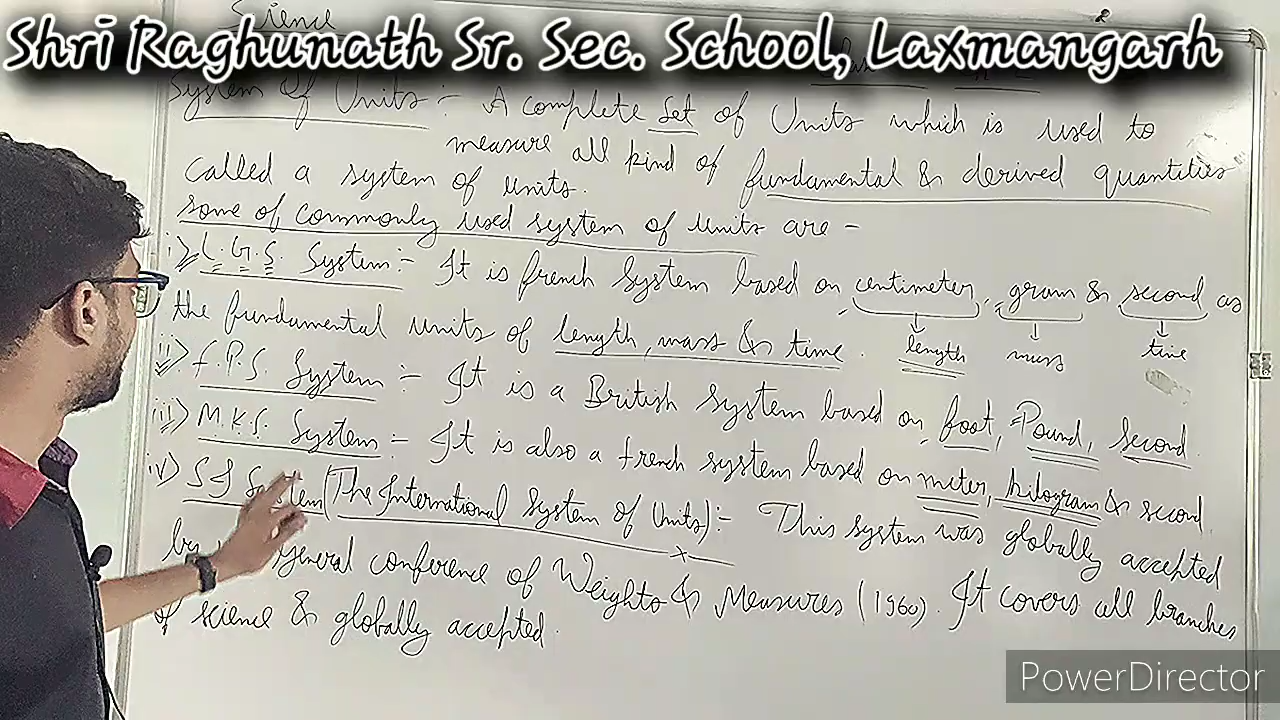 Science
Shri Raghunath Sr. Sec. School, Laxmangarh
System of Units :- A complete set of Units which is used to
measure all kind of fundamental & derived quantities
called a system of units.
some of commonly used system of units are -
i) C.G.S. System :- It is french system based on centimeter, gram & second as
length mass time
the fundamental units of length, mass & time.
ii) F.P.S. System :- It is a British system based on foot, Pound, Second.
iii) M.K.S. System :- It is also a french system based on meter, kilogram & second
iv) SI System (The International System of Units) :- This system was globally accepted
by general conference of Weights & Measures (1960). It covers all branches
of science & globally accepted.
PowerDirector